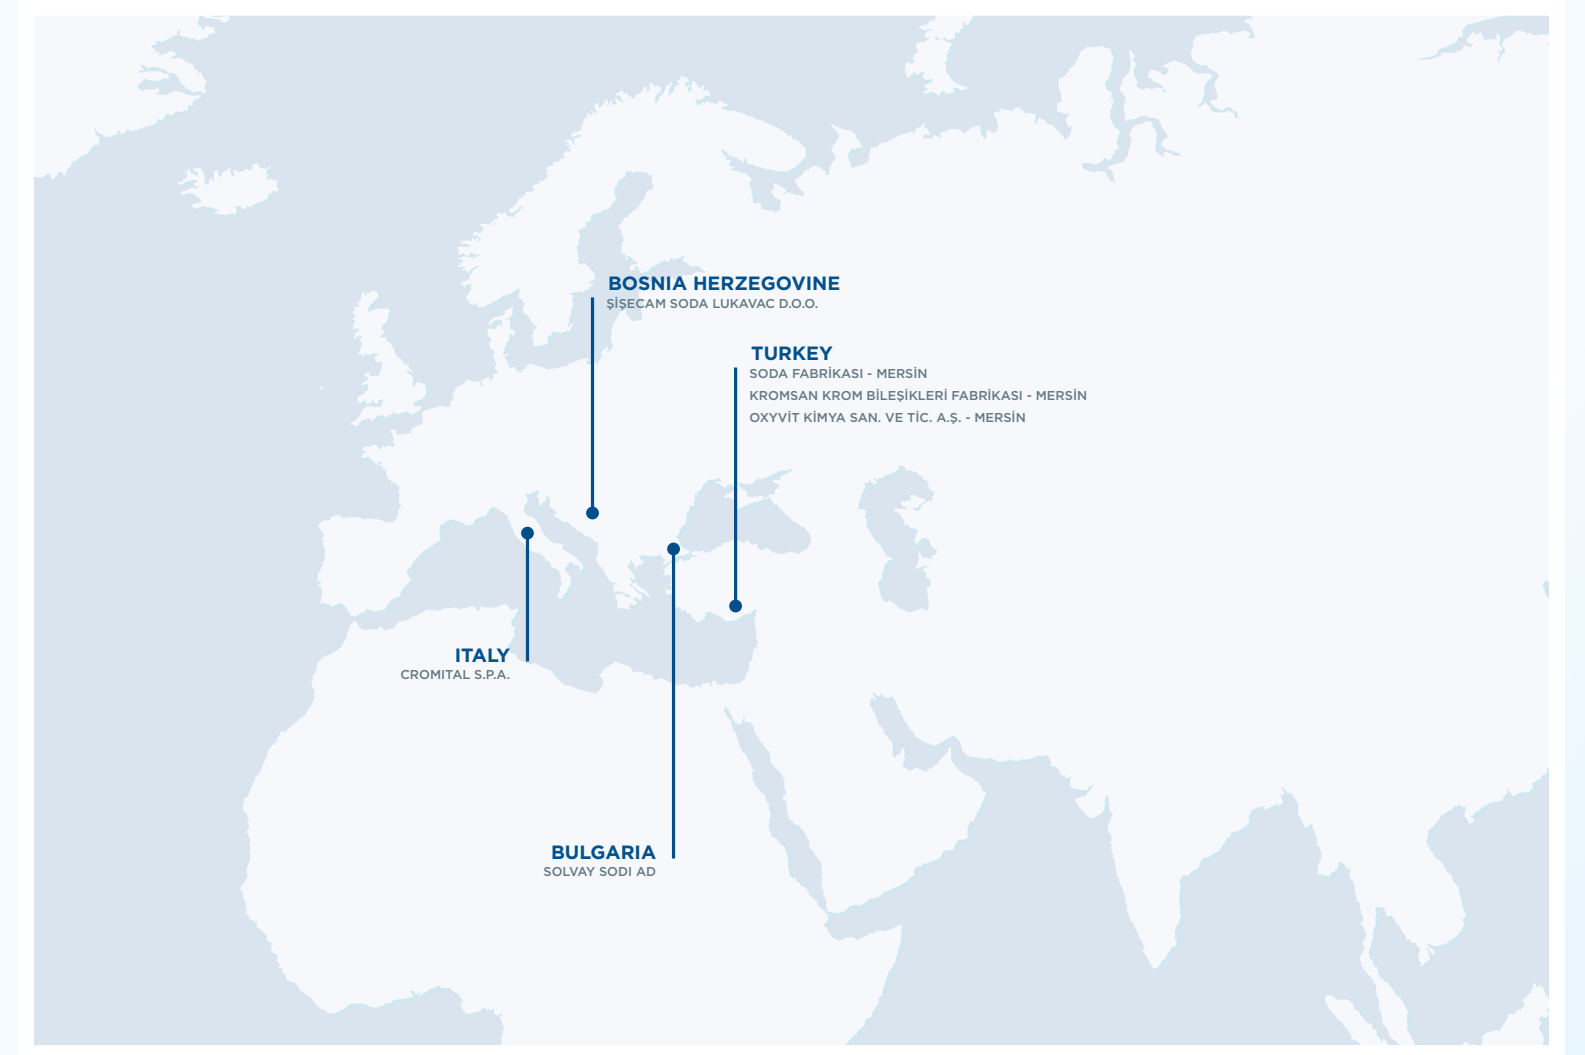 BOSNIA HERZEGOVINE
ŞİŞECAM SODA LUKAVAC D.O.O.
TURKEY
SODA FABRİKASI - MERSİN
KROMSAN KROM BİLEŞİKLERİ FABRİKASI - MERSİN
OXYVİT KİMYA SAN. VE TİC. A.Ş. - MERSİN
ITALY
CROMITAL S.P.A.
BULGARIA
SOLVAY SODI AD